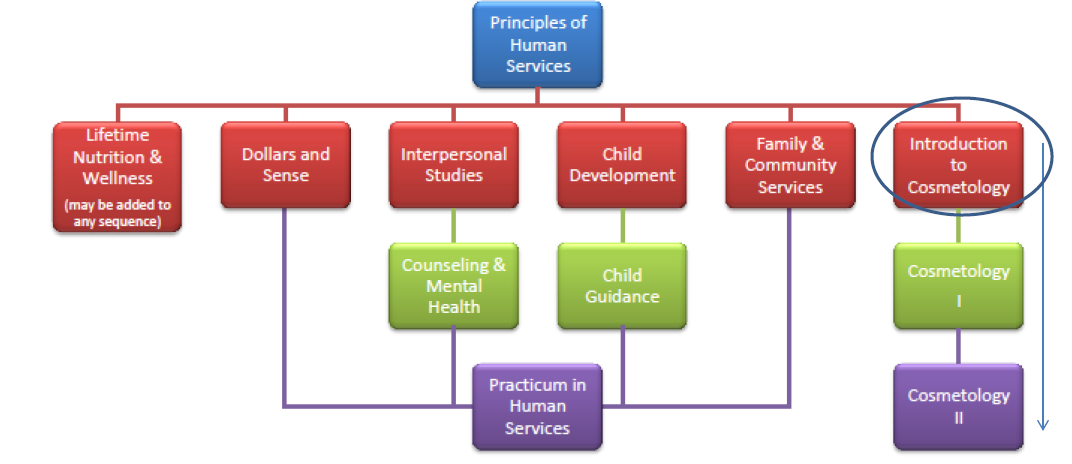 Principles of
Human
Services
Lifetime
Nutrition &
Wellness
(may be added to
any sequence)
Dollars and
Sense
Interpersonal
Studies
Child
Development
Family &
Community
Services
Introduction
to
Cosmetology
Counseling &
Mental
Health
Child
Guidance
Cosmetology
I
Practicum in
Human
Services
Cosmetology
II